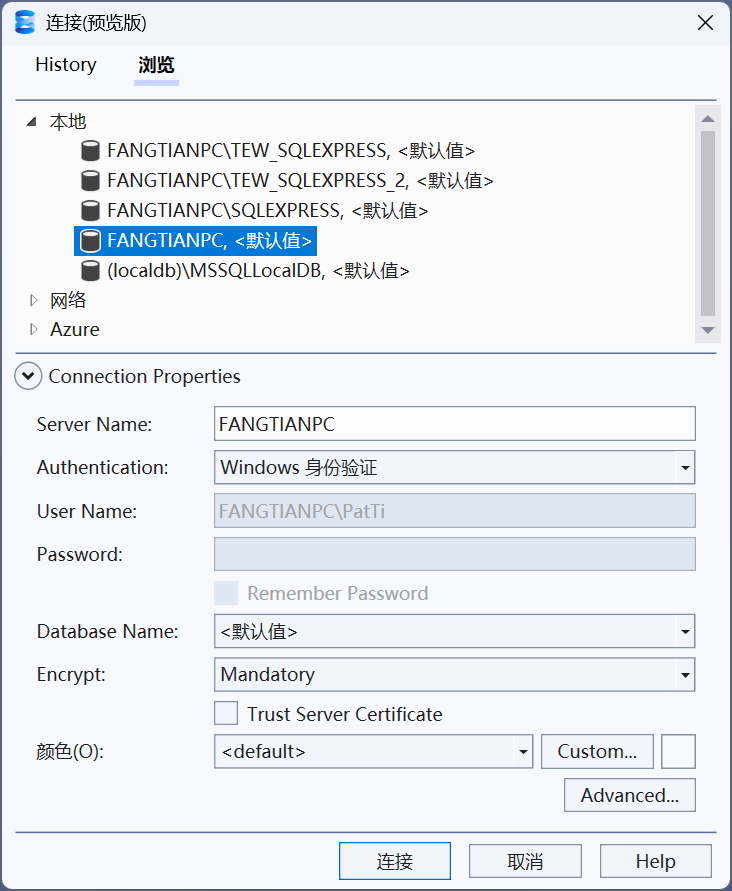 连接(预览版)
History 浏览
本地
FANGTIANPC\TEW_SQLEXPRESS, <默认值>
FANGTIANPC\TEW_SQLEXPRESS_2, <默认值>
FANGTIANPC\SQLEXPRESS, <默认值>
FANGTIANPC, <默认值>
(localdb)\MSSQLLocalDB, <默认值>
网络
Azure
Connection Properties
Server Name: FANGTIANPC
Authentication: Windows 身份验证
User Name: FANGTIANPC\PatTi
Password:
Remember Password
Database Name: <默认值>
Encrypt: Mandatory
Trust Server Certificate
颜色(O): <default> Custom...
Advanced...
连接 取消 Help